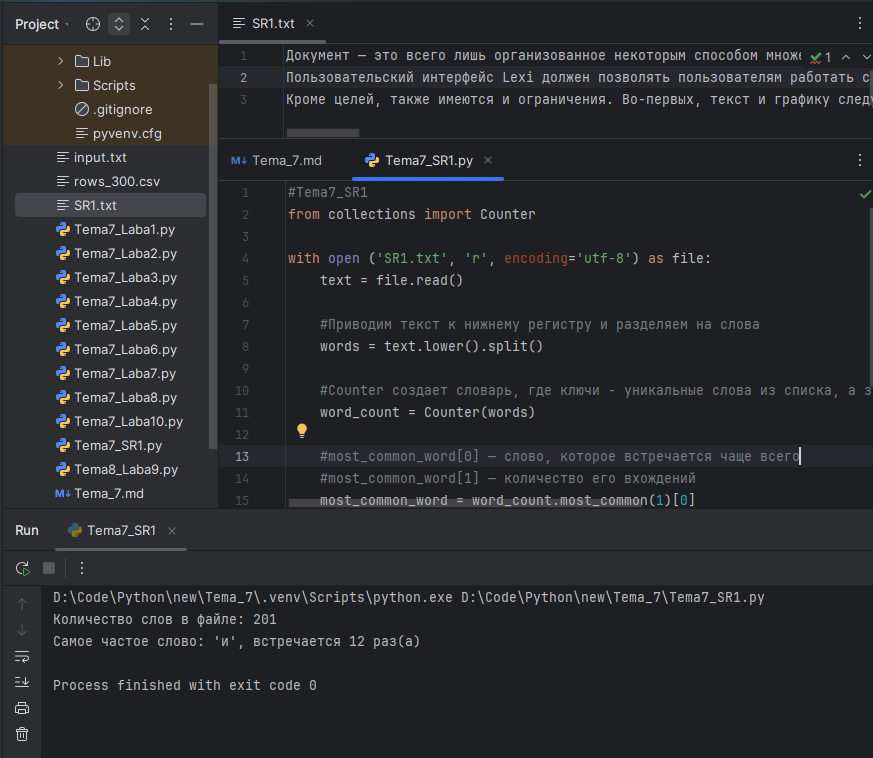 Project
Lib
Scripts
.gitignore
pyvenv.cfg
input.txt
rows_300.csv
SR1.txt
Tema7_Laba1.py
Tema7_Laba2.py
Tema7_Laba3.py
Tema7_Laba4.py
Tema7_Laba5.py
Tema7_Laba6.py
Tema7_Laba7.py
Tema7_Laba8.py
Tema7_Laba10.py
Tema7_SR1.py
Tema8_Laba9.py
M↓ Tema_7.md
SR1.txt
1 Документ — это всего лишь организованное некоторым способом множе
1
2 Пользовательский интерфейс Lexi должен позволять пользователям работать с
3 Кроме целей, также имеются и ограничения. Во-первых, текст и графику следу
M↓ Tema_7.md
Tema7_SR1.py
1 #Tema7_SR1
2 from collections import Counter
3
4 with open ('SR1.txt', 'r', encoding='utf-8') as file:
5 text = file.read()
6
7 #Приводим текст к нижнему регистру и разделяем на слова
8 words = text.lower().split()
9
10 #Counter создает словарь, где ключи - уникальные слова из списка, а з
11 word_count = Counter(words)
12
13 #most_common_word[0] — слово, которое встречается чаще всего
14 #most_common_word[1] — количество его вхождений
15 most_common_word = word_count.most_common(1)[0]
Run
Tema7_SR1
D:\Code\Python\new\Tema_7\.venv\Scripts\python.exe D:\Code\Python\new\Tema_7\Tema7_SR1.py
Количество слов в файле: 201
Самое частое слово: 'и', встречается 12 раз(а)
Process finished with exit code 0